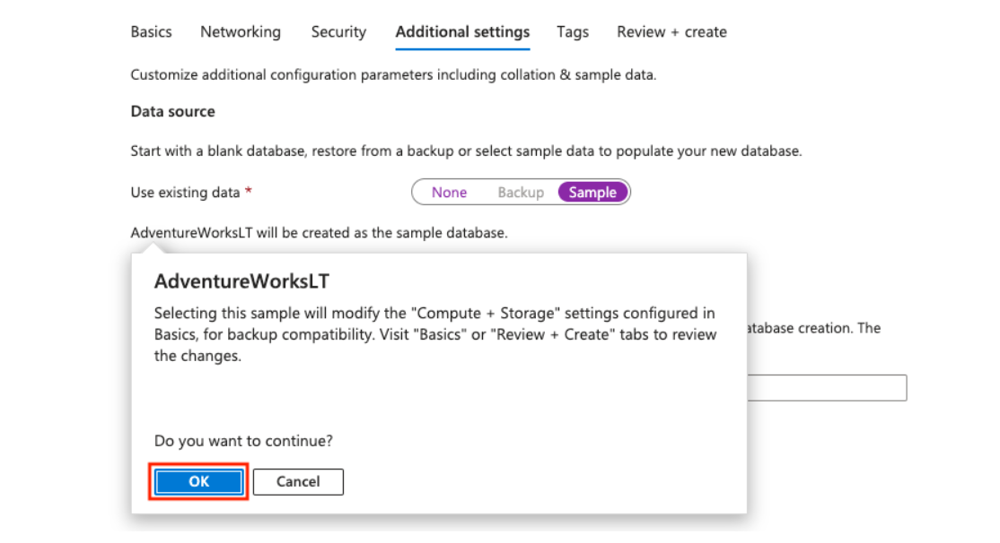 Basics Networking Security Additional settings Tags Review + create
Customize additional configuration parameters including collation & sample data.
Data source
Start with a blank database, restore from a backup or select sample data to populate your new database.
Use existing data * None Backup Sample
AdventureWorksLT will be created as the sample database.
AdventureWorksLT
Selecting this sample will modify the "Compute + Storage" settings configured in
Basics, for backup compatibility. Visit "Basics" or "Review + Create" tabs to review
the changes.
atabase creation. The
Do you want to continue?
OK Cancel